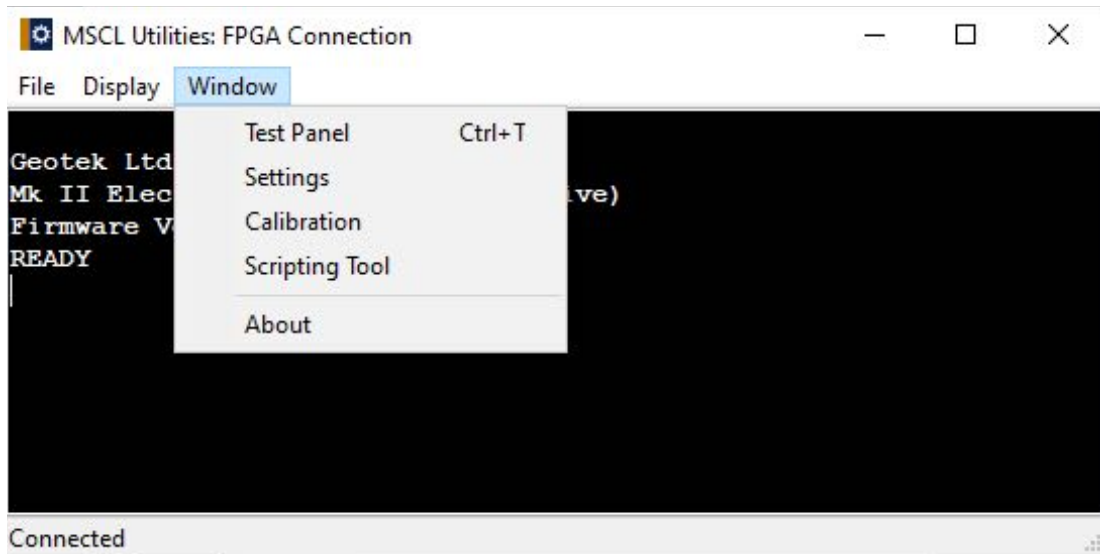 MSCL Utilities: FPGA Connection
File Display Window
Test Panel Ctrl+T
Settings
Calibration
Scripting Tool
About
Geotek Ltd
Mk II Elec ive)
Firmware V
READY
Connected